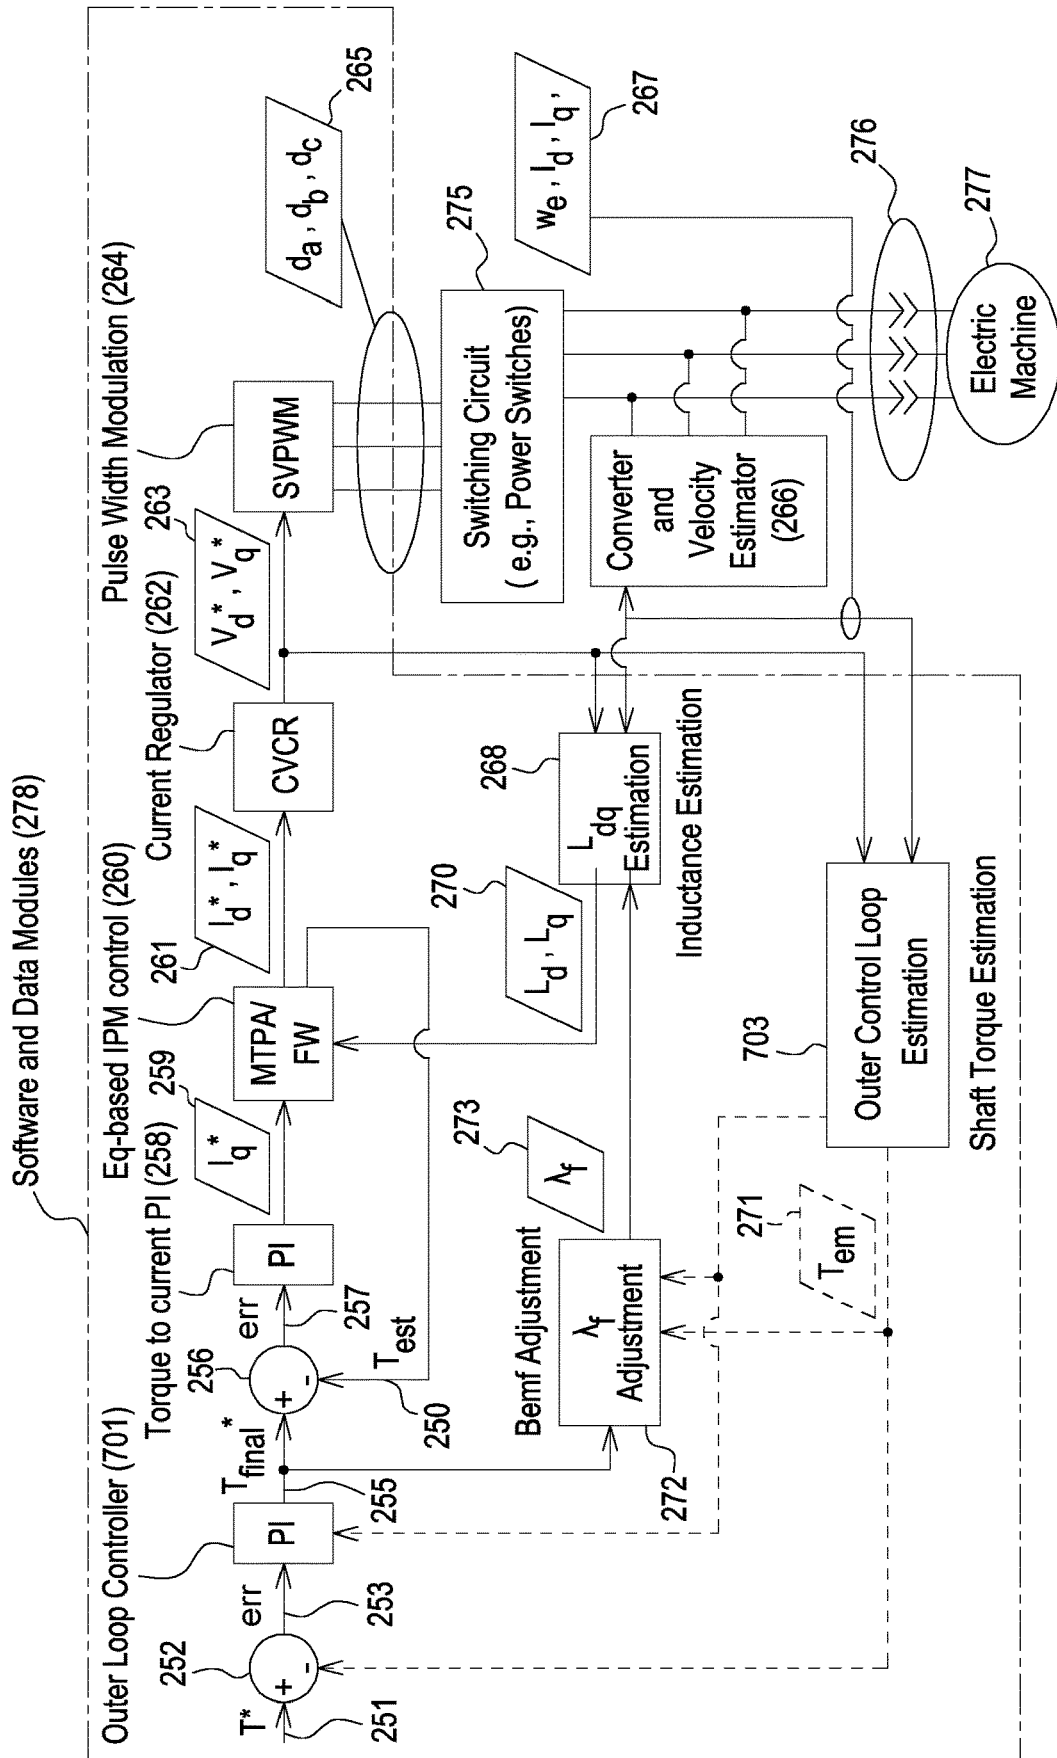 Software and Data Modules (278)
Outer Loop Controller (701)
Torque to current PI (258)
Eq-based IPM control (260)
Current Regulator (262)
Pulse Width Modulation (264)
T*
251
252
+
-
err
253
PI
T_final*
255
256
+
-
err
257
PI
I_q*
259
MTPA/
FW
261
I_d*, I_q*
CVCR
V_d*, V_q*
263
SVPWM
d_a, d_b, d_c
265
T_est
250
Switching Circuit
( e.g., Power Switches)
275
w_e, I_d, I_q,
267
Converter
and
Velocity
Estimator
(266)
276
Electric
Machine
277
L_dq
Estimation
268
Inductance Estimation
L_d, L_q
270
λ_f
273
Bemf Adjustment
λ_f
Adjustment
272
T_em
271
Outer Control Loop
Estimation
703
Shaft Torque Estimation